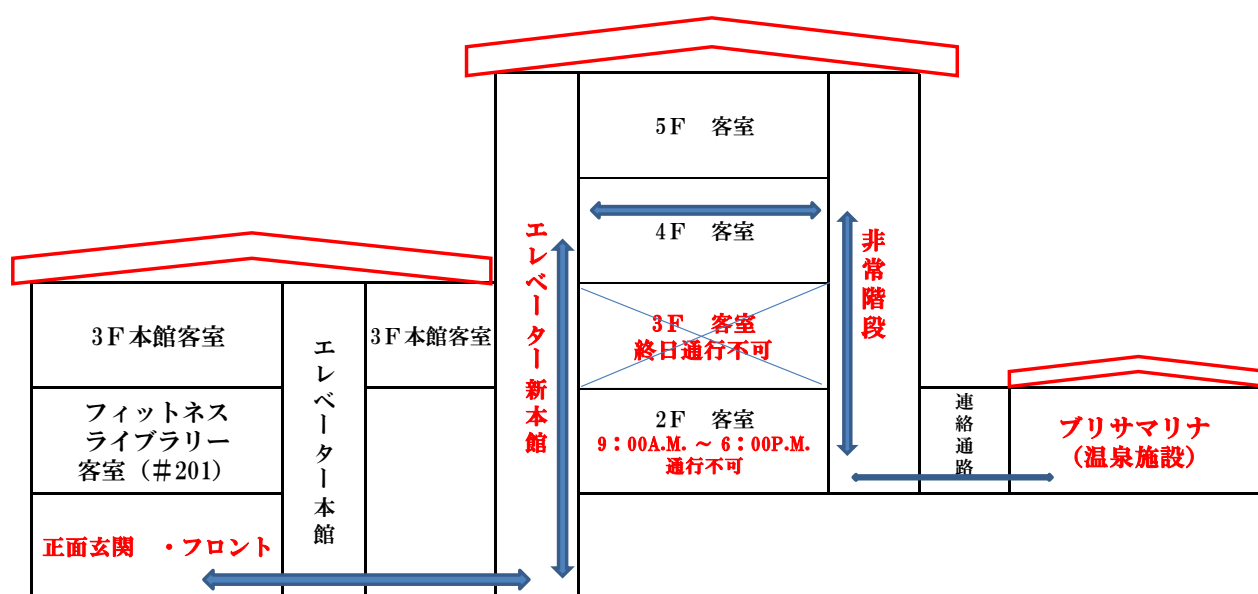 5F 客室
4F 客室
3F 客室
終日通行不可
2F 客室
9：00A.M. ～ 6：00P.M.
通行不可
エレベーター新本館
非常階段
3F本館客室
エレベーター本館
3F本館客室
フィットネス
ライブラリー
客室（＃201）
正面玄関 ・フロント
連絡通路
ブリサマリナ
（温泉施設）